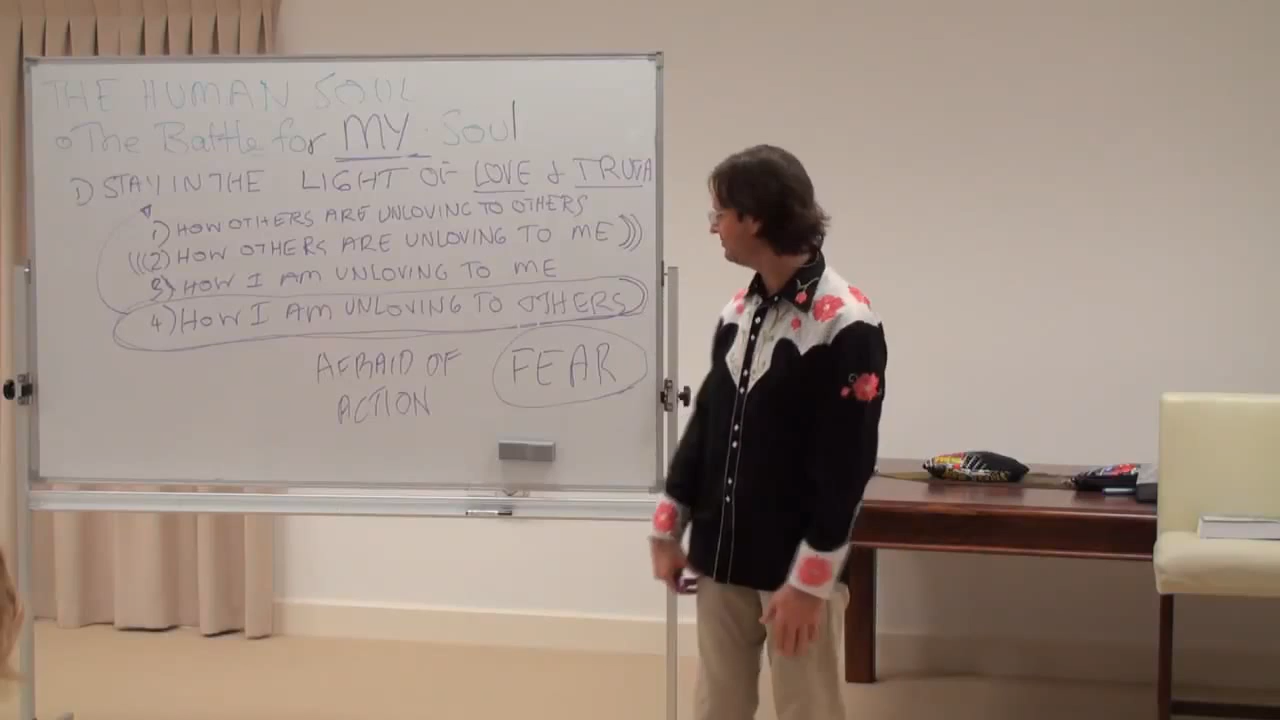 THE HUMAN SOUL
The Battle for MY Soul
1) STAY IN THE LIGHT OF LOVE & TRUTH
1) HOW OTHERS ARE UNLOVING TO OTHERS
(((2) HOW OTHERS ARE UNLOVING TO ME)))
3) HOW I AM UNLOVING TO ME
4) HOW I AM UNLOVING TO OTHERS
AFRAID OF
ACTION
FEAR